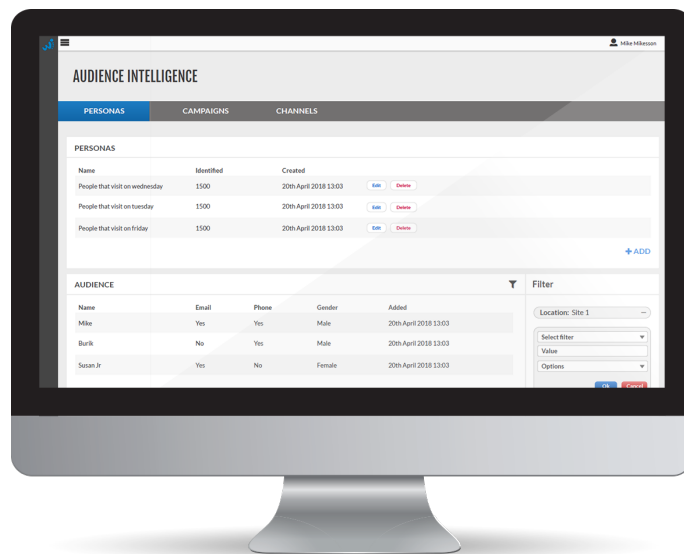 Mike Mikesson
AUDIENCE INTELLIGENCE
PERSONAS CAMPAIGNS CHANNELS
PERSONAS
Name Identified Created
People that visit on wednesday 1500 20th April 2018 13:03 Edit Delete
People that visit on tuesday 1500 20th April 2018 13:03 Edit Delete
People that visit on friday 1500 20th April 2018 13:03 Edit Delete
+ ADD
AUDIENCE Filter
Name Email Phone Gender Added
Location: Site 1
Mike Yes Yes Male 20th April 2018 13:03
Select filter
Burik No Yes Male 20th April 2018 13:03
Value
Susan Jr Yes No Female 20th April 2018 13:03
Options
Ok Cancel